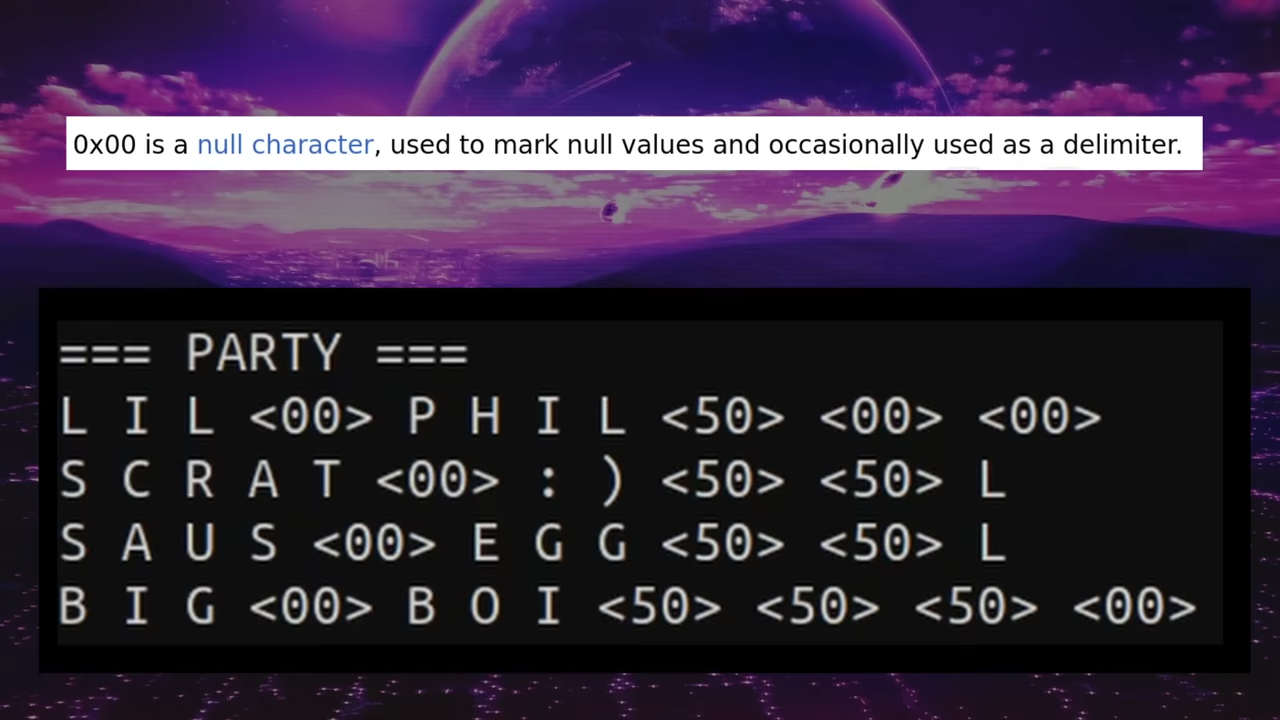 0x00 is a null character, used to mark null values and occasionally used as a delimiter.
=== PARTY ===
L I L <00> P H I L <50> <00> <00>
S C R A T <00> : ) <50> <50> L
S A U S <00> E G G <50> <50> L
B I G <00> B O I <50> <50> <50> <00>